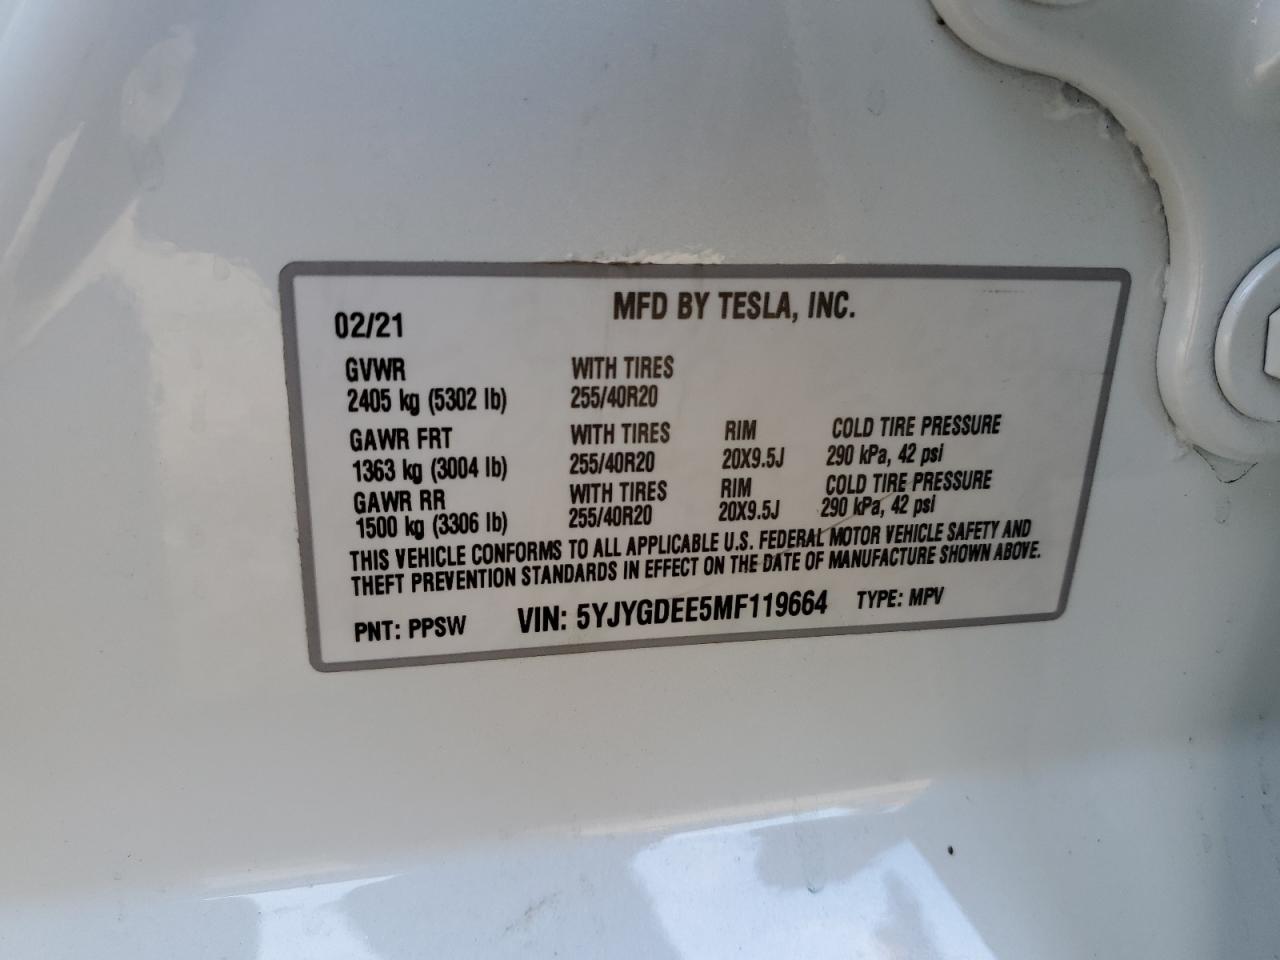 MFD BY TESLA, INC.
02/21
GVWR WITH TIRES
2405 kg (5302 lb) 255/40R20
GAWR FRT WITH TIRES RIM COLD TIRE PRESSURE
1363 kg (3004 lb) 255/40R20 20X9.5J 290 kPa, 42 psi
GAWR RR WITH TIRES RIM COLD TIRE PRESSURE
1500 kg (3306 lb) 255/40R20 20X9.5J 290 kPa, 42 psi
THIS VEHICLE CONFORMS TO ALL APPLICABLE U.S. FEDERAL MOTOR VEHICLE SAFETY AND
THEFT PREVENTION STANDARDS IN EFFECT ON THE DATE OF MANUFACTURE SHOWN ABOVE.
PNT: PPSW VIN: 5YJYGDEE5MF119664 TYPE: MPV